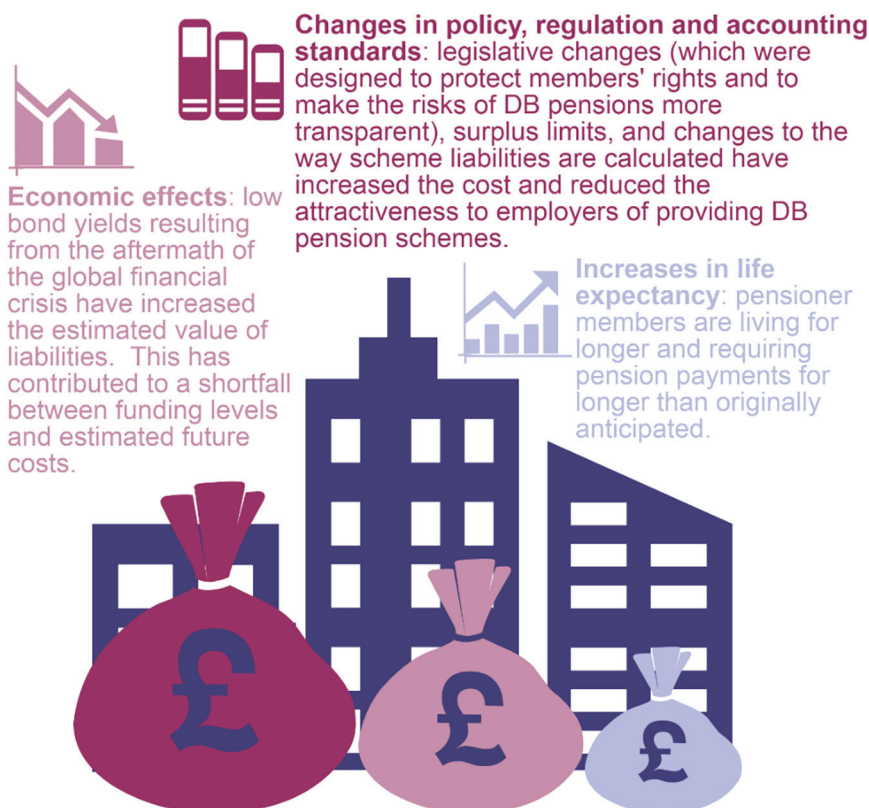 Changes in policy, regulation and accounting
standards: legislative changes (which were
designed to protect members' rights and to
make the risks of DB pensions more
transparent), surplus limits, and changes to the
way scheme liabilities are calculated have
increased the cost and reduced the
attractiveness to employers of providing DB
pension schemes.
Economic effects: low
bond yields resulting
from the aftermath of
the global financial
crisis have increased
the estimated value of
liabilities.  This has
contributed to a shortfall
between funding levels
and estimated future
costs.
Increases in life
expectancy: pensioner
members are living for
longer and requiring
pension payments for
longer than originally
anticipated.
£
£
£